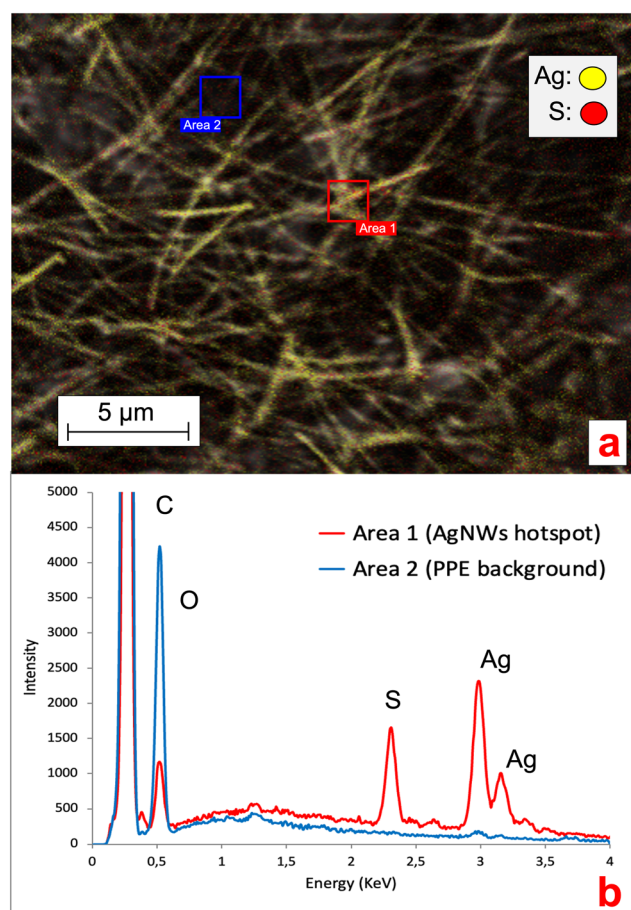 Ag:
S:
Area 2
Area 1
5 µm
a
5000
4500
4000
3500
3000
2500
2000
1500
1000
500
0
Intensity
C
O
S
Ag
Ag
Area 1 (AgNWs hotspot)
Area 2 (PPE background)
0
0,5
1
1,5
2
2,5
3
3,5
4
Energy (KeV)
b